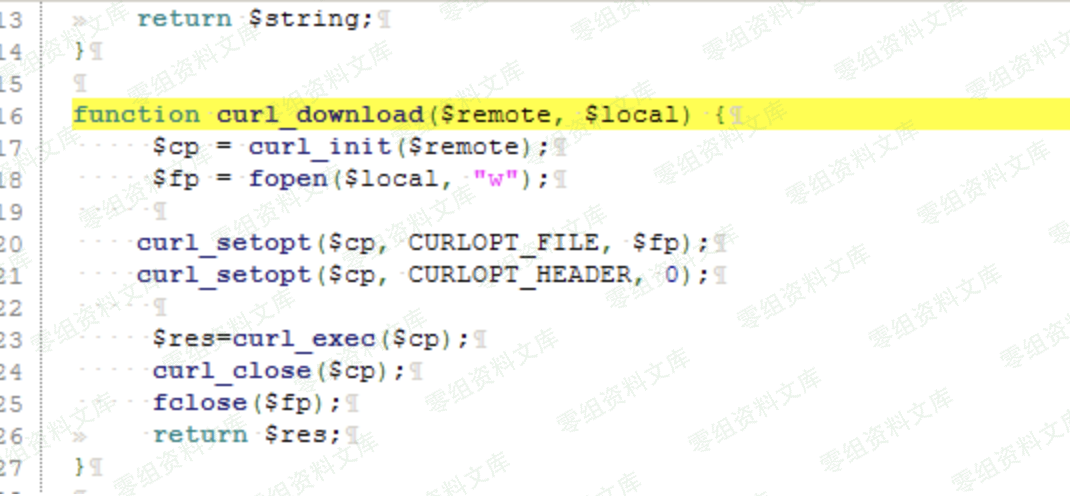 13 » return $string;¶
14 }¶
15 ¶
16 function curl_download($remote, $local) {¶
17 $cp = curl_init($remote);¶
18 $fp = fopen($local, "w");¶
19 ¶
20 curl_setopt($cp, CURLOPT_FILE, $fp);¶
21 curl_setopt($cp, CURLOPT_HEADER, 0);¶
22 ¶
23 $res=curl_exec($cp);¶
24 curl_close($cp);¶
25 fclose($fp);¶
26 » return $res;¶
27 }¶
零组资料文库